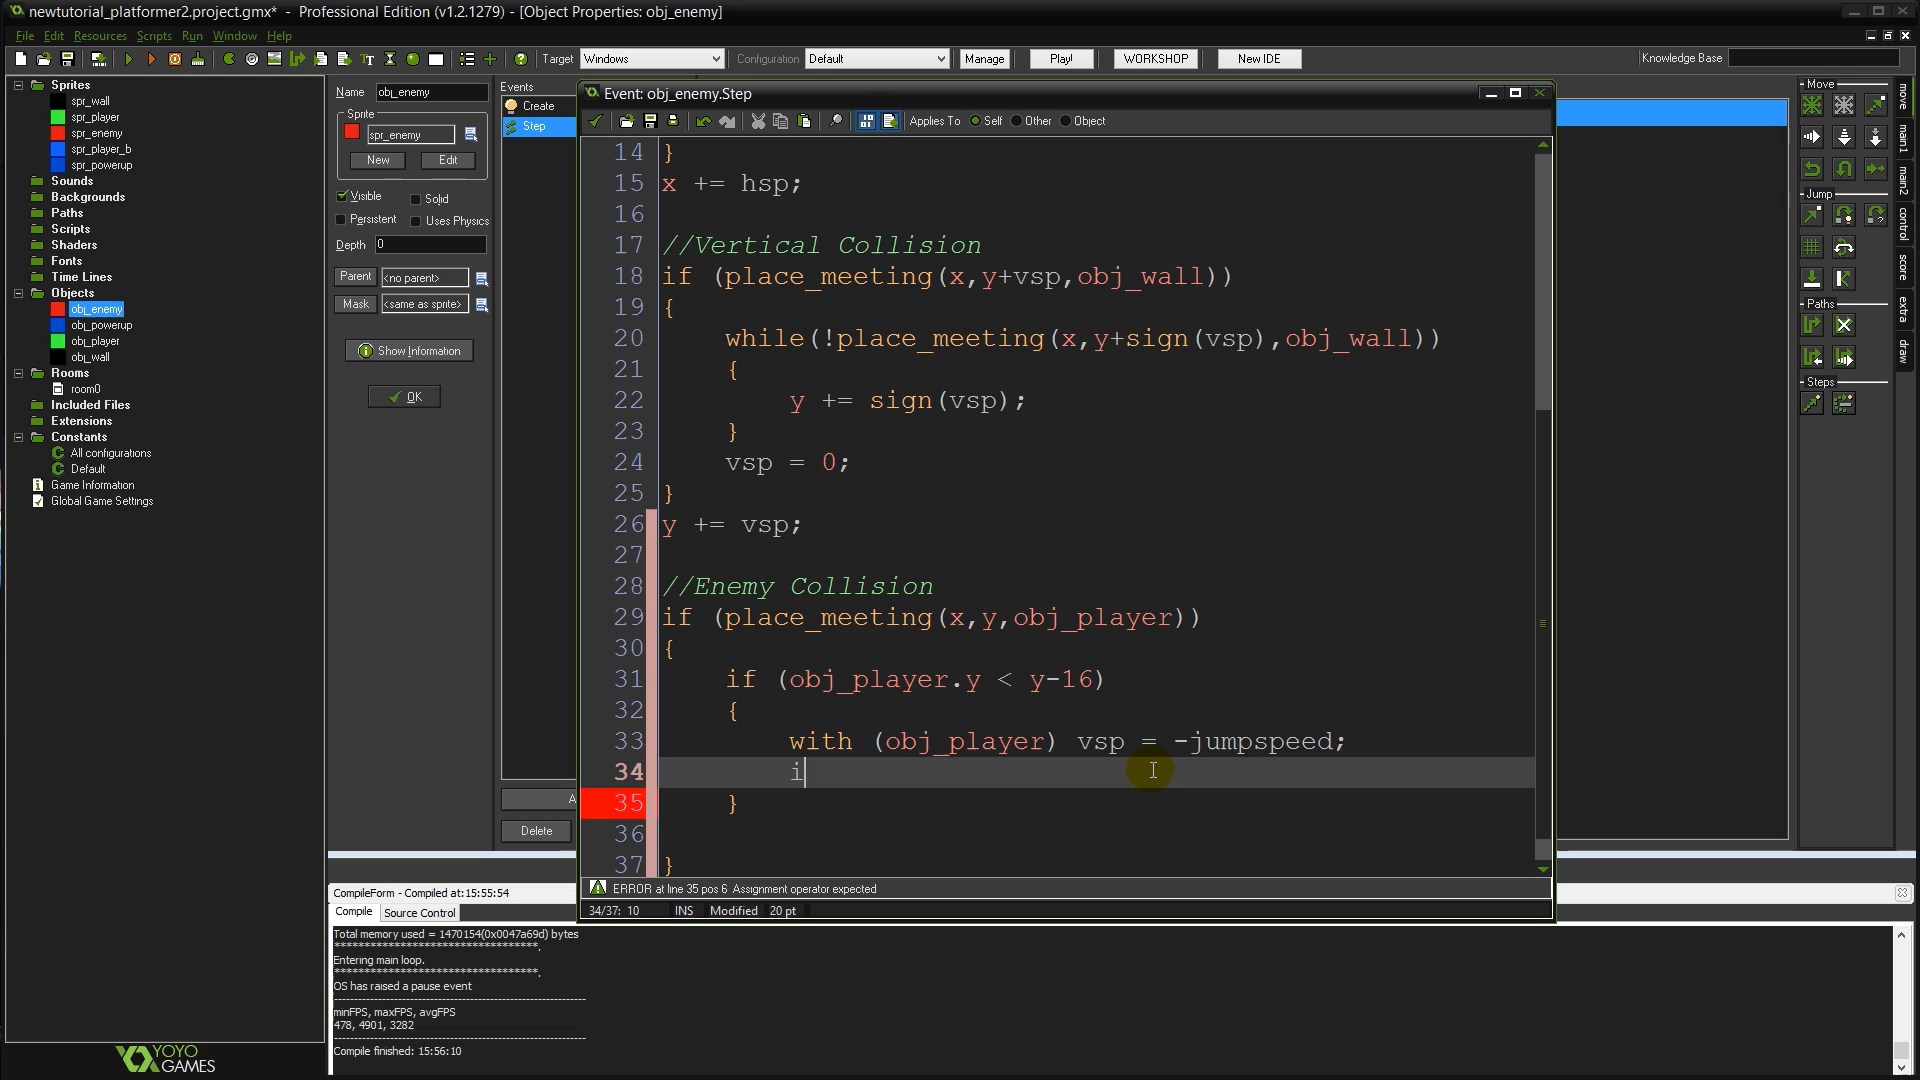 newtutorial_platformer2.project.gmx* - Professional Edition (v1.2.1279) - [Object Properties: obj_enemy]
File Edit Resources Scripts Run Window Help
Target Windows Configuration Default Manage Play! WORKSHOP New IDE Knowledge Base
Sprites
spr_wall
spr_player
spr_enemy
spr_player_b
spr_powerup
Sounds
Backgrounds
Paths
Scripts
Shaders
Fonts
Time Lines
Objects
obj_enemy
obj_powerup
obj_player
obj_wall
Rooms
room0
Included Files
Extensions
Constants
All configurations
Default
Game Information
Global Game Settings
YOYO
GAMES
Name obj_enemy
Sprite
spr_enemy
New Edit
Visible Solid
Persistent Uses Physics
Depth 0
Parent <no parent>
Mask <same as sprite>
Show Information
OK
Events
Create
Step
Delete
Event: obj_enemy.Step
Applies To Self Other Object
14 }
15 x += hsp;
16
17 //Vertical Collision
18 if (place_meeting(x,y+vsp,obj_wall))
19 {
20 while(!place_meeting(x,y+sign(vsp),obj_wall))
21 {
22 y += sign(vsp);
23 }
24 vsp = 0;
25 }
26 y += vsp;
27
28 //Enemy Collision
29 if (place_meeting(x,y,obj_player))
30 {
31 if (obj_player.y < y-16)
32 {
33 with (obj_player) vsp = -jumpspeed;
34 i
35 }
36
37 }
ERROR at line 35 pos 6 Assignment operator expected
34/37: 10 INS Modified 20 pt
CompileForm - Compiled at: 15:55:54
Compile Source Control
Total memory used = 1470154(0x0047a69d) bytes
**********************************.
Entering main loop.
**********************************.
OS has raised a pause event
minFPS, maxFPS, avgFPS
478, 4901, 3282
Compile finished: 15:56:10
Move
Jump
Paths
Steps
move
main1
main2
control
score
extra
draw